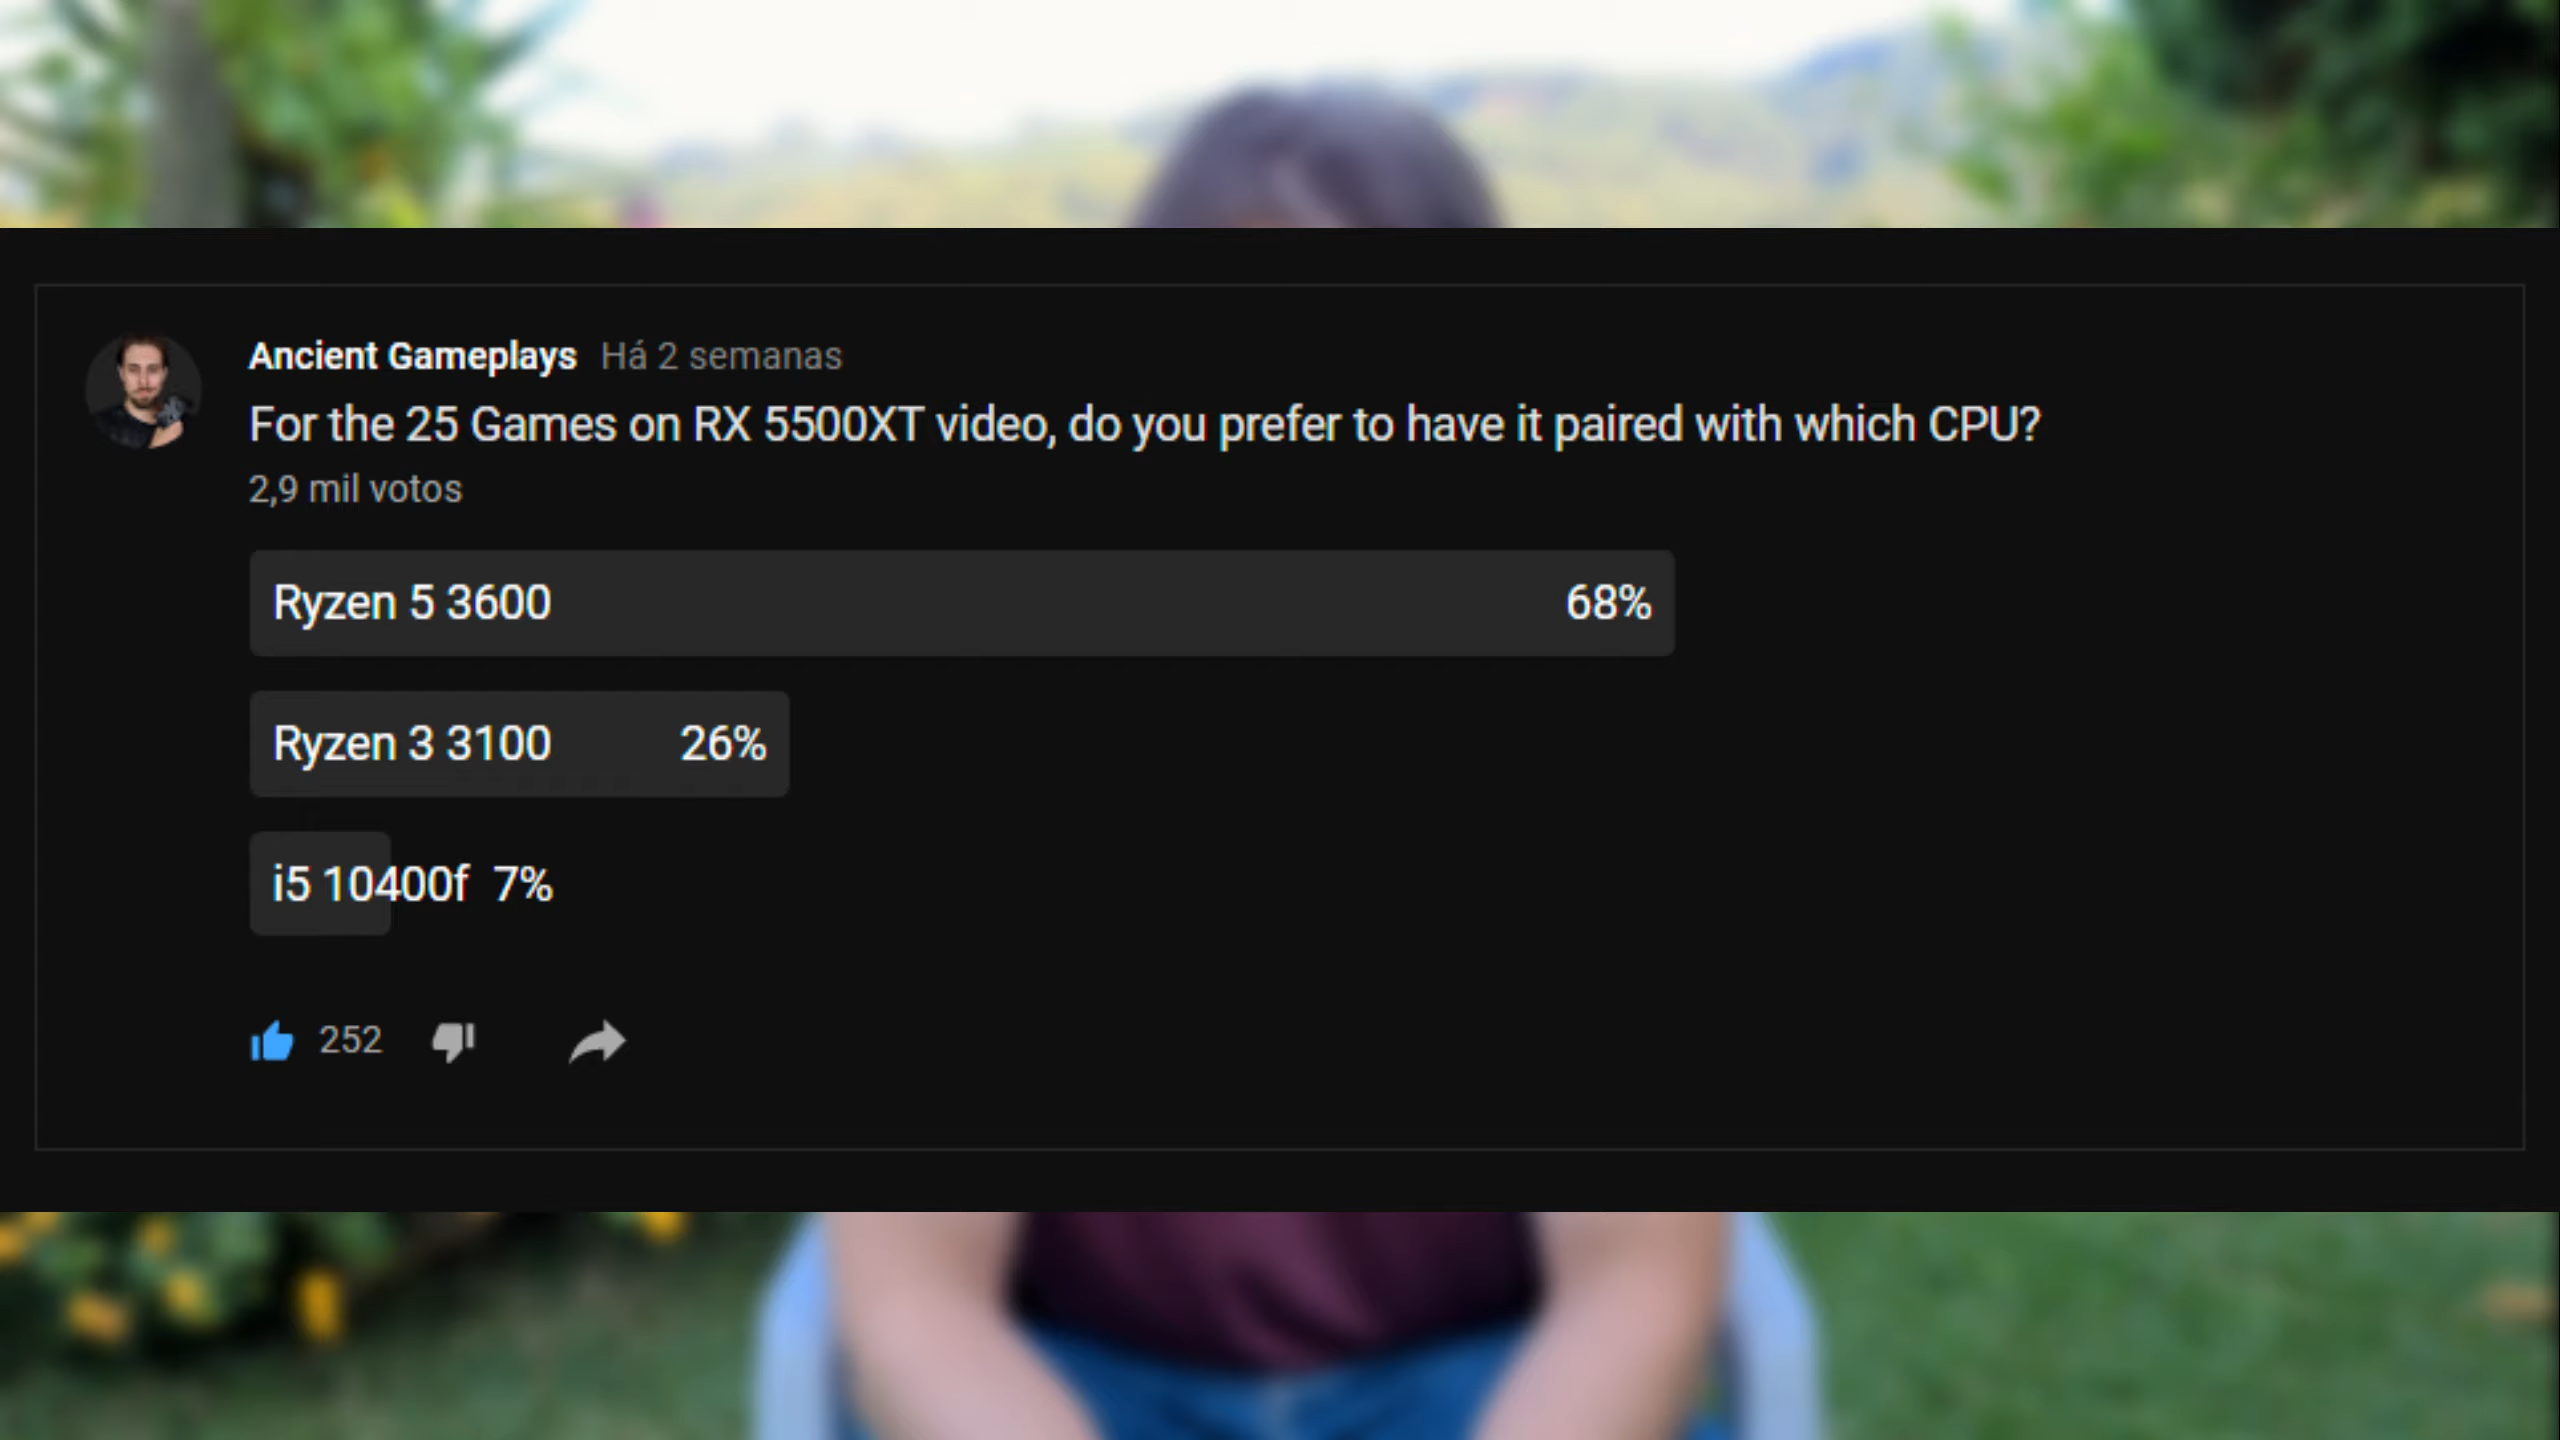 Ancient Gameplays Há 2 semanas
For the 25 Games on RX 5500XT video, do you prefer to have it paired with which CPU?
2,9 mil votos
Ryzen 5 3600 68%
Ryzen 3 3100 26%
i5 10400f 7%
252